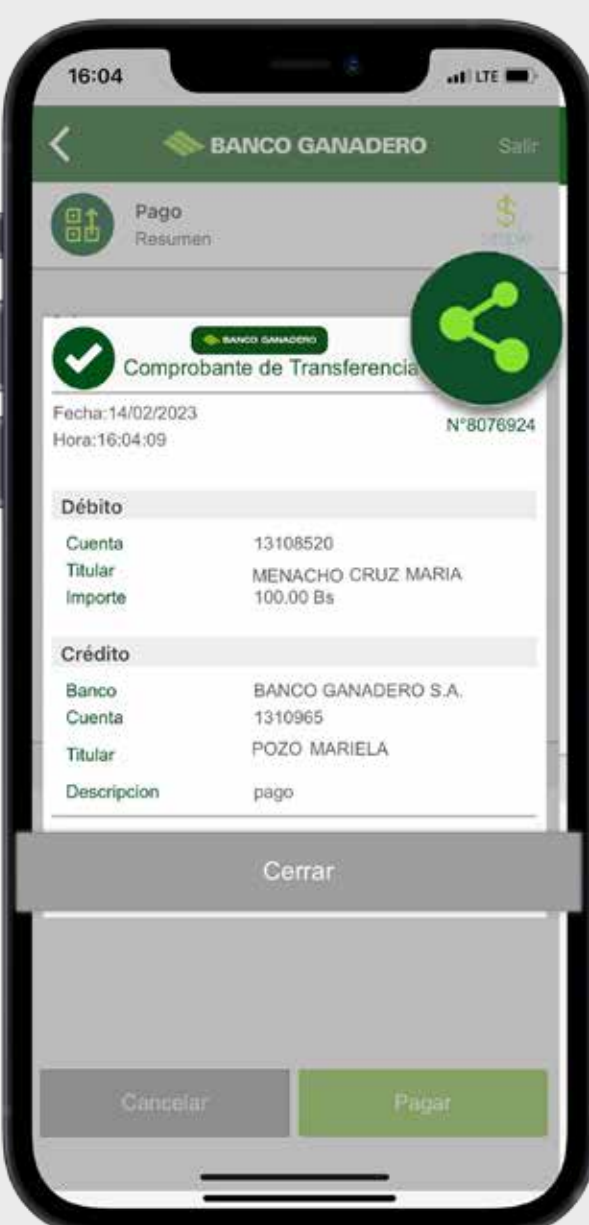 16:04 LTE
BANCO GANADERO Salir
Pago
Resumen
$
BANCO GANADERO
Comprobante de Transferencia
Fecha:14/02/2023
Hora:16:04:09
N°8076924
Débito
Cuenta 13108520
Titular MENACHO CRUZ MARIA
Importe 100.00 Bs
Crédito
Banco BANCO GANADERO S.A.
Cuenta 1310965
Titular POZO MARIELA
Descripcion pago
Cerrar
Cancelar Pagar